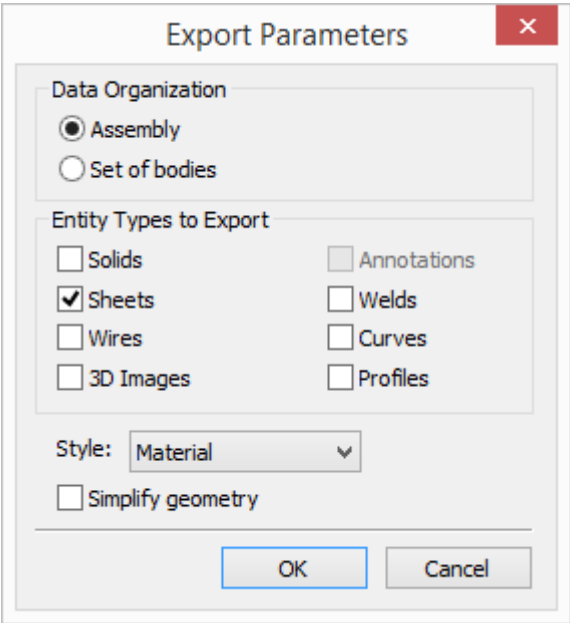 Export Parameters
Data Organization
Assembly
Set of bodies
Entity Types to Export
Solids Annotations
Sheets Welds
Wires Curves
3D Images Profiles
Style: Material
Simplify geometry
OK Cancel